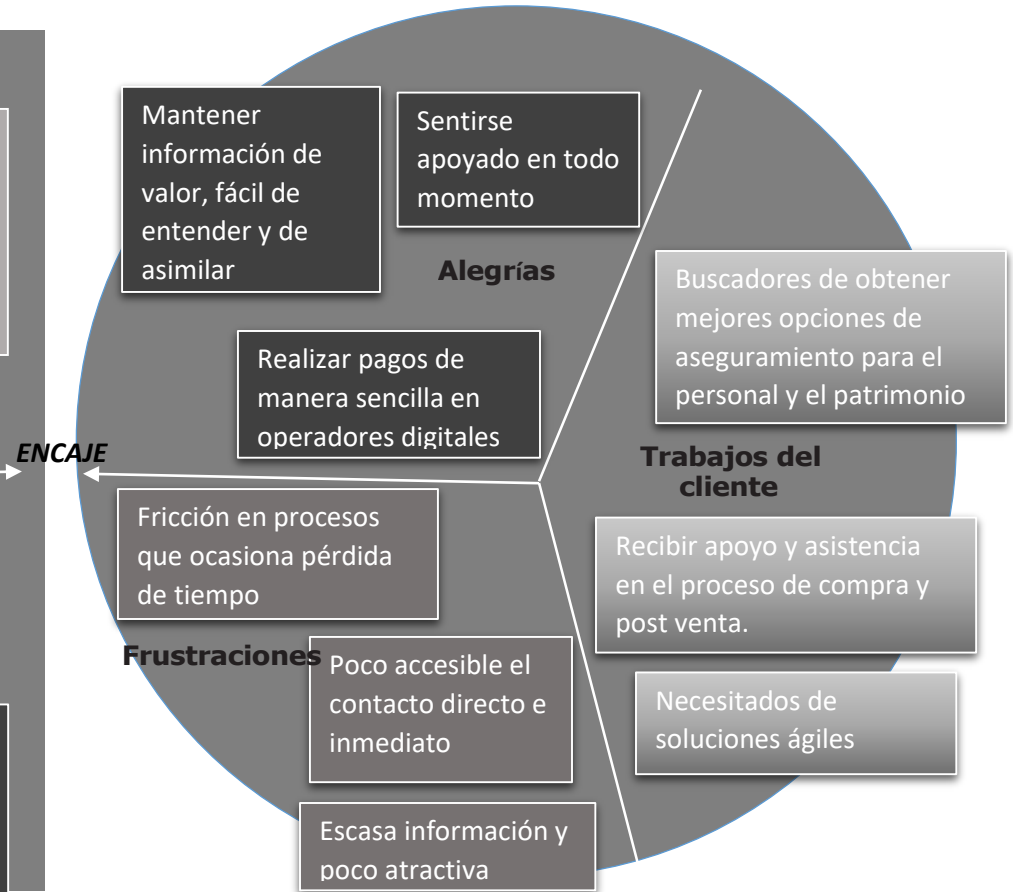 Mantener
información de
valor, fácil de
entender y de
asimilar
Sentirse
apoyado en todo
momento
Alegrías
Realizar pagos de
manera sencilla en
operadores digitales
Buscadores de obtener
mejores opciones de
aseguramiento para el
personal y el patrimonio
Trabajos del
cliente
ENCAJE
Fricción en procesos
que ocasiona pérdida
de tiempo
Recibir apoyo y asistencia
en el proceso de compra y
post venta.
Frustraciones
Poco accesible el
contacto directo e
inmediato
Necesitados de
soluciones ágiles
Escasa información y
poco atractiva